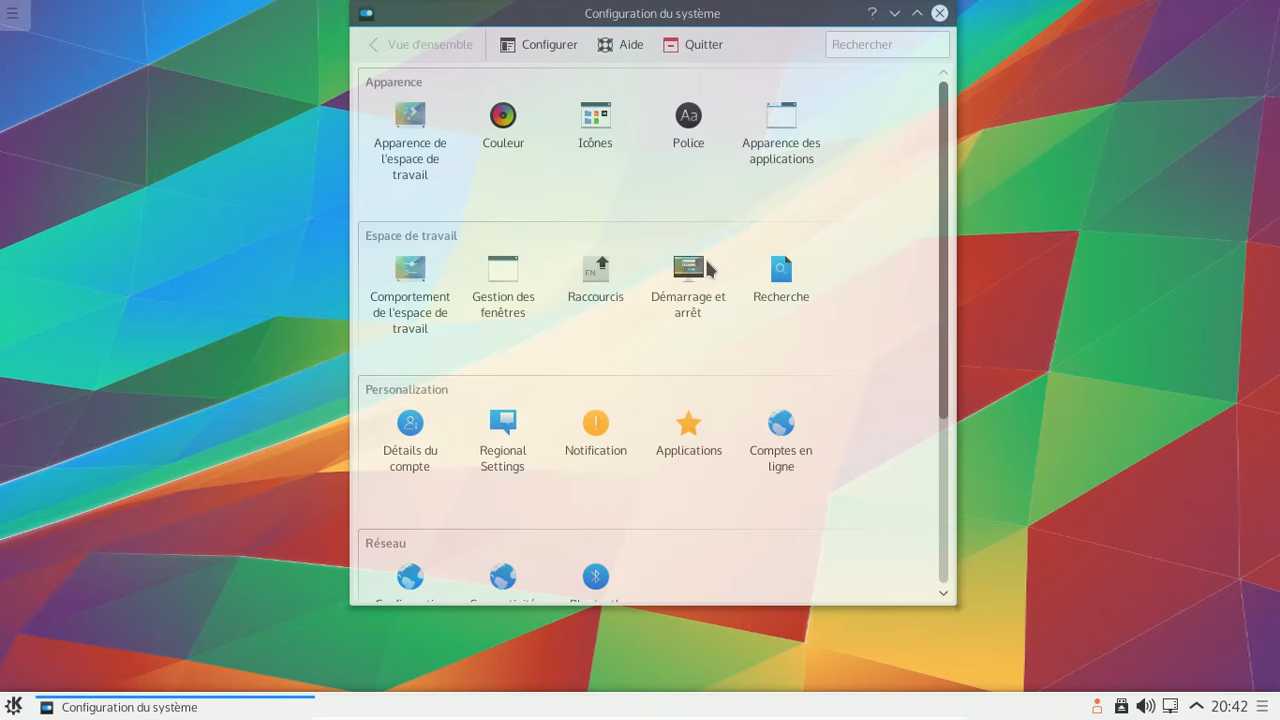 Configuration du système
Vue d'ensemble Configurer Aide Quitter Rechercher
Apparence
Apparence de l'espace de travail
Couleur
Icônes
Aa
Police
Apparence des applications
Espace de travail
Comportement de l'espace de travail
Gestion des fenêtres
FN
Raccourcis
Démarrage et arrêt
Recherche
Personalization
Détails du compte
Regional Settings
Notification
Applications
Comptes en ligne
Réseau
Configuration du système
20:42